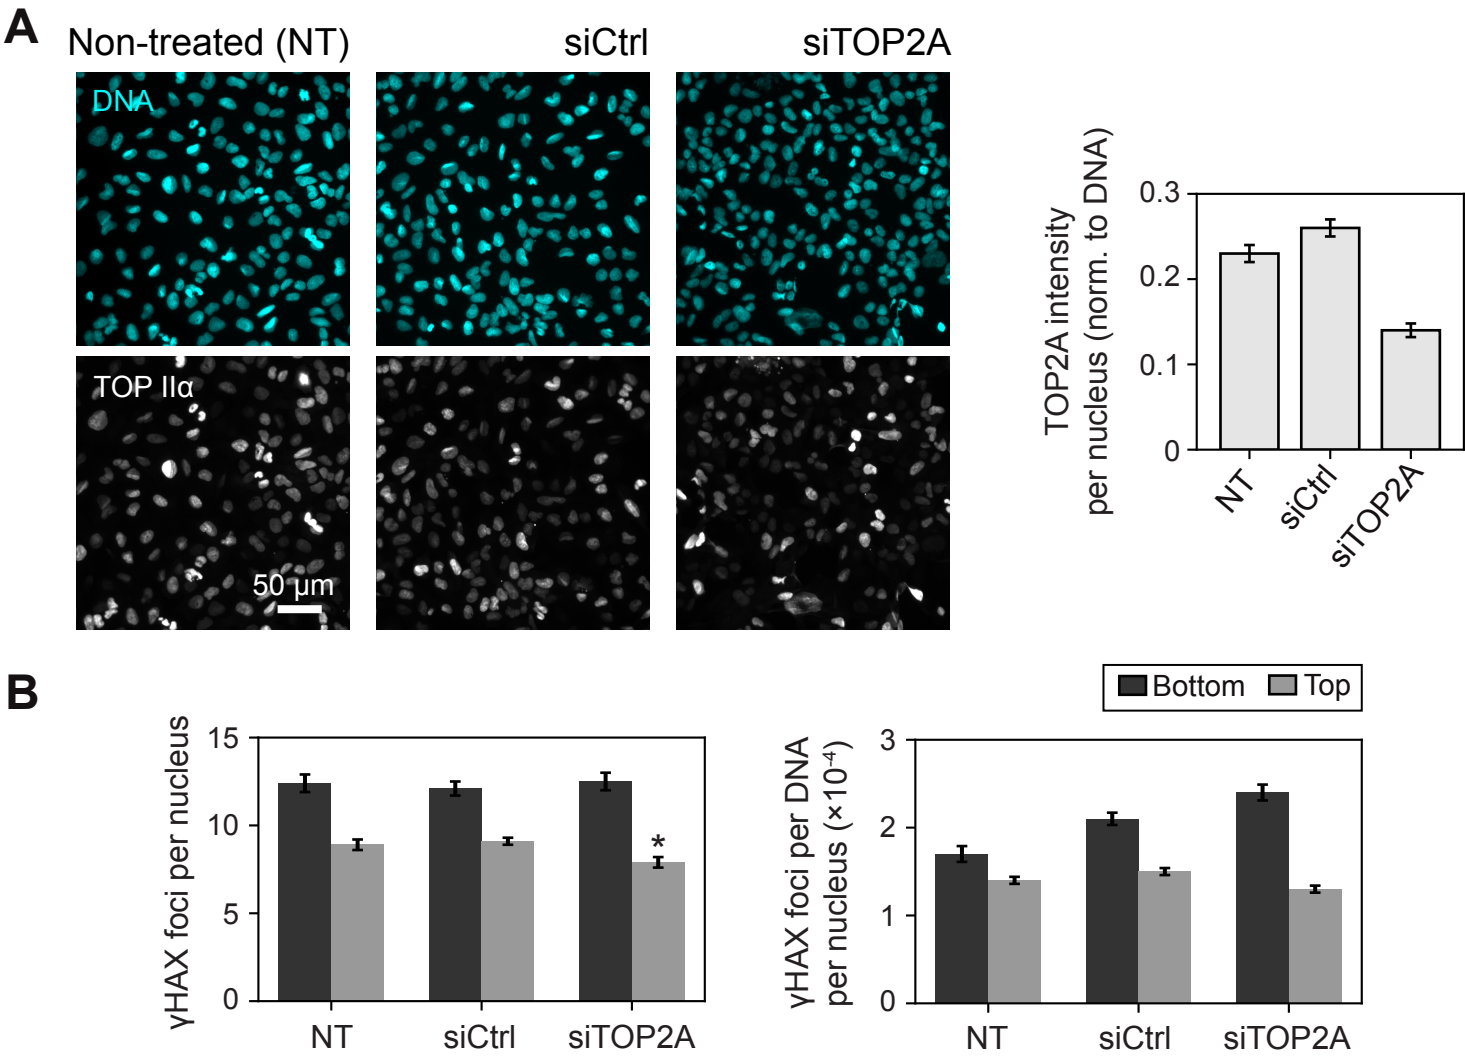 A
Non-treated (NT)
siCtrl
siTOP2A
DNA
TOP IIα
50 µm
TOP2A intensity
per nucleus (norm. to DNA)
0.3
0.2
0.1
0
NT
siCtrl
siTOP2A
B
Bottom
Top
γHAX foci per nucleus
15
10
5
0
NT
siCtrl
siTOP2A
*
γHAX foci per DNA
per nucleus (×10⁻⁴)
3
2
1
0
NT
siCtrl
siTOP2A